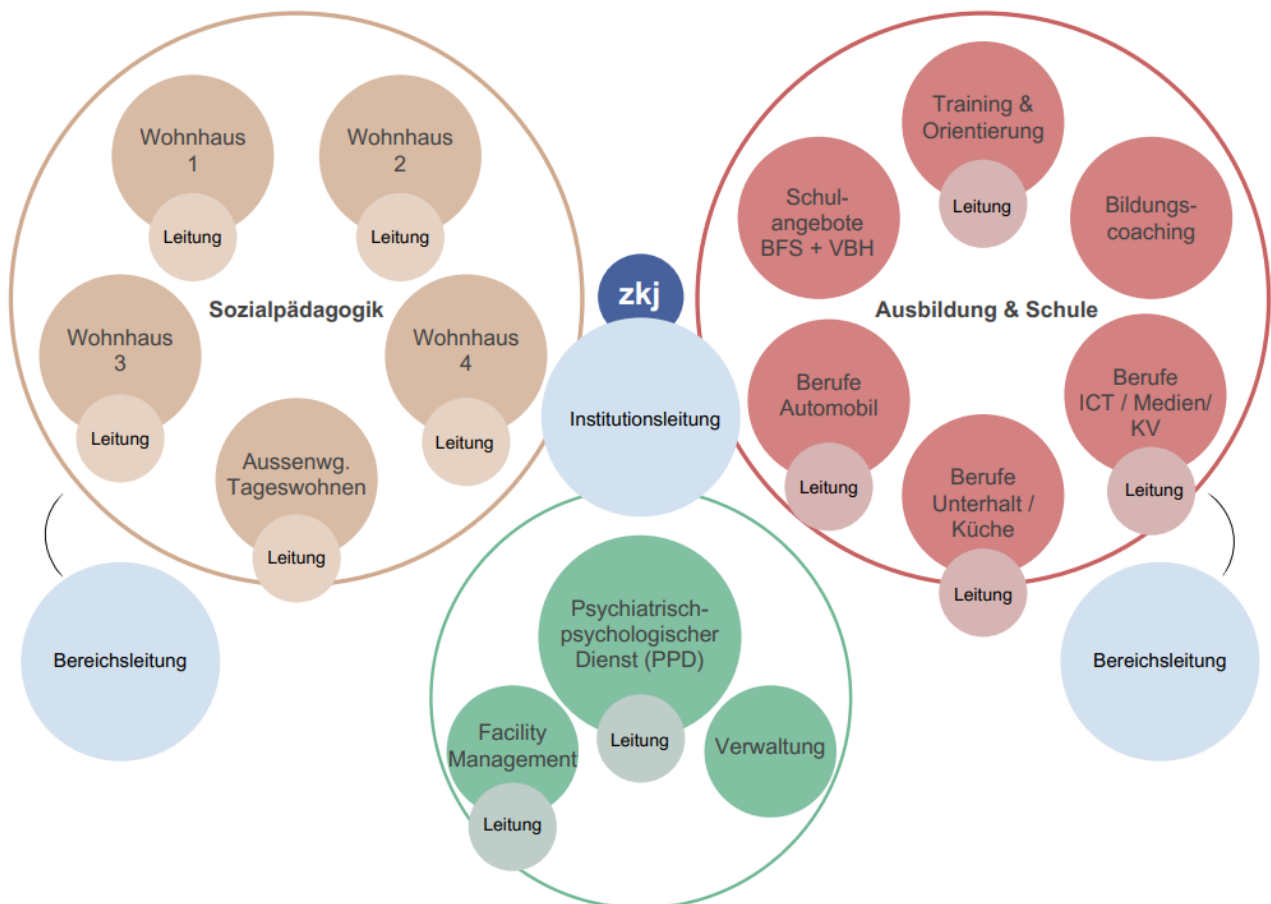 Wohnhaus
1
Leitung
Wohnhaus
2
Leitung
Sozialpädagogik
Wohnhaus
3
Leitung
Wohnhaus
4
Leitung
Aussenwg.
Tageswohnen
Leitung
Bereichsleitung
zkj
Institutionsleitung
Training &
Orientierung
Leitung
Schul-
angebote
BFS + VBH
Bildungs-
coaching
Ausbildung & Schule
Berufe
Automobil
Leitung
Berufe
ICT / Medien/
KV
Leitung
Berufe
Unterhalt /
Küche
Leitung
Bereichsleitung
Psychiatrisch-
psychologischer
Dienst (PPD)
Leitung
Facility
Management
Leitung
Verwaltung